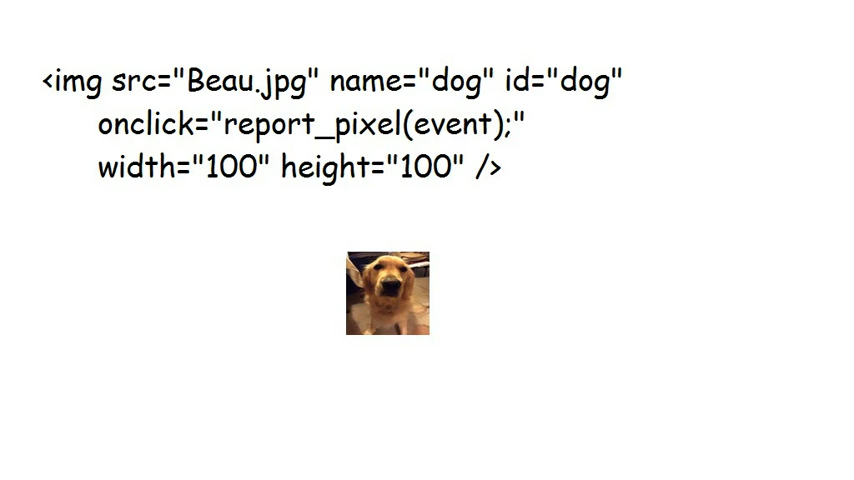 <img src="Beau.jpg" name="dog" id="dog"
onclick="report_pixel(event);"
width="100" height="100" />